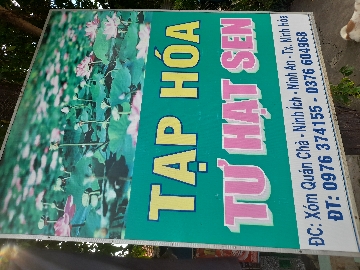 TẠP HÓA
TƯ HẠT SEN
ĐC: Xóm Quán Chá - Ninh Ích - Ninh An - Tx. Ninh Hòa
ĐT: 0976 374155 - 0376 604968